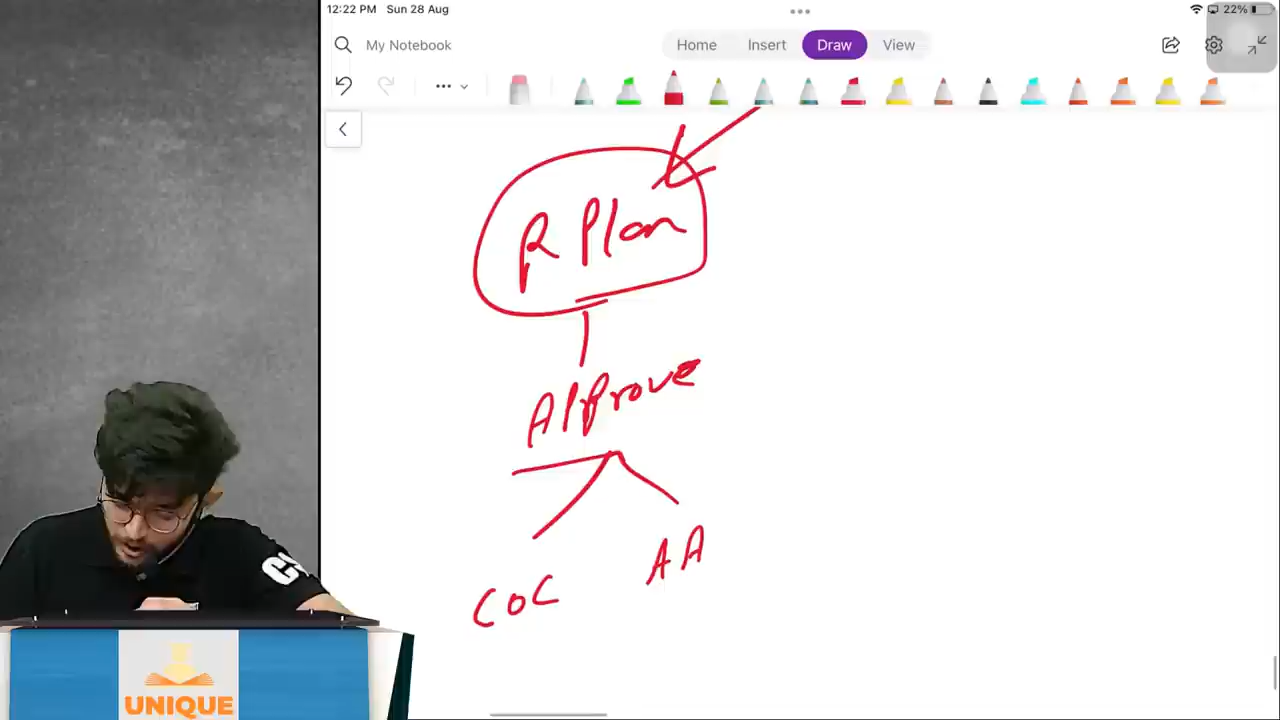 12:22 PM Sun 28 Aug
22%
My Notebook
Home Insert Draw View
R Plan
Approve
COC
AA
UNIQUE